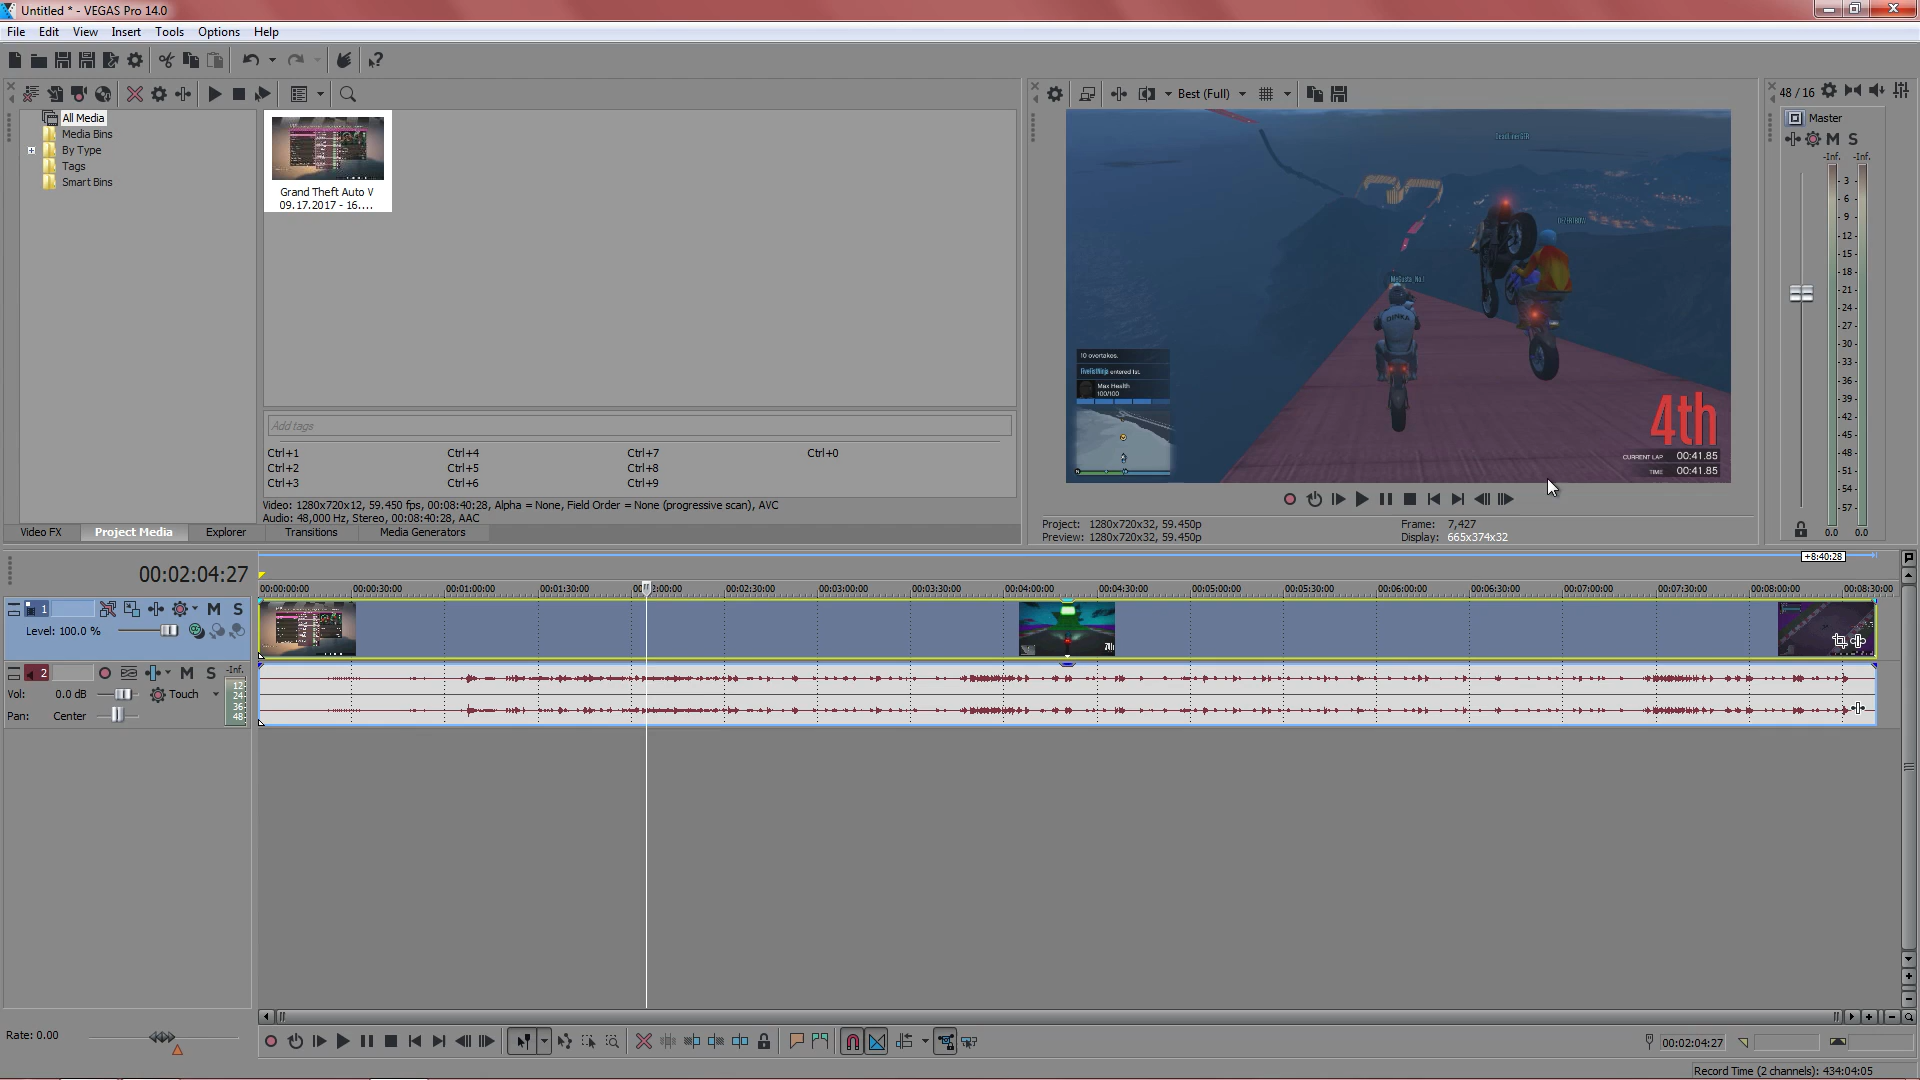 Untitled * - VEGAS Pro 14.0
File Edit View Insert Tools Options Help
All Media
Media Bins
By Type
Tags
Smart Bins
Grand Theft Auto V
09.17.2017 - 16....
Add tags
Ctrl+1 Ctrl+4 Ctrl+7 Ctrl+0
Ctrl+2 Ctrl+5 Ctrl+8
Ctrl+3 Ctrl+6 Ctrl+9
Video: 1280x720x12, 59.450 fps, 00:08:40:28, Alpha = None, Field Order = None (progressive scan), AVC
Audio: 48,000 Hz, Stereo, 00:08:40:28, AAC
Video FX Project Media Explorer Transitions Media Generators
Best (Full)
10 overtakes.
entered 1st.
Max Health
100/100
4th
CURRENT LAP 00:41.85
TIME 00:41.85
Project: 1280x720x32, 59.450p
Preview: 1280x720x32, 59.450p
Frame: 7,427
Display: 665x374x32
48 / 16
Master
M S
-Inf. -Inf.
3
6
9
12
15
18
21
24
27
30
33
36
39
42
45
48
51
54
57
0.0 0.0
+8:40:28
00:02:04:27
00:00:00:00 00:00:30:00 00:01:00:00 00:01:30:00 00:02:00:00 00:02:30:00 00:03:00:00 00:03:30:00 00:04:00:00 00:04:30:00 00:05:00:00 00:05:30:00 00:06:00:00 00:06:30:00 00:07:00:00 00:07:30:00 00:08:00:00 00:08:30:00
1 M S
Level: 100.0 %
2 M S -Inf.
Vol: 0.0 dB Touch
Pan: Center
12
24
36
48
Rate: 0.00
00:02:04:27
Record Time (2 channels): 434:04:05